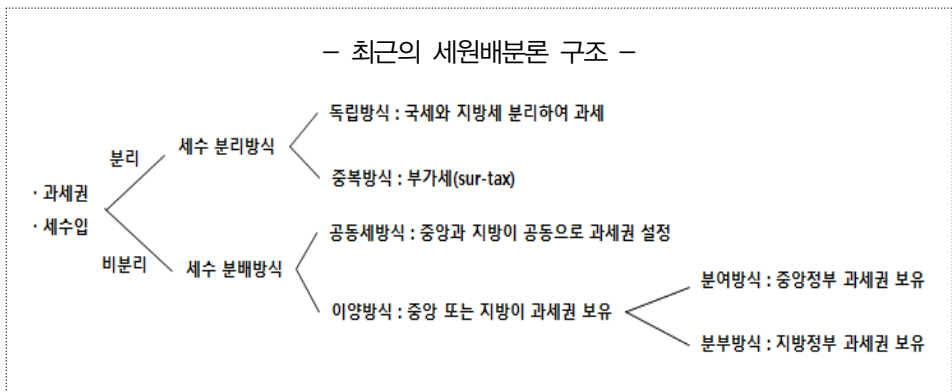 – 최근의 세원배분론 구조 –
독립방식 : 국세와 지방세 분리하여 과세
분리
세수 분리방식
중복방식 : 부가세(sur-tax)
· 과세권
· 세수입
공동세방식 : 중앙과 지방이 공동으로 과세권 설정
비분리
세수 분배방식
분여방식 : 중앙정부 과세권 보유
이양방식 : 중앙 또는 지방이 과세권 보유
분부방식 : 지방정부 과세권 보유